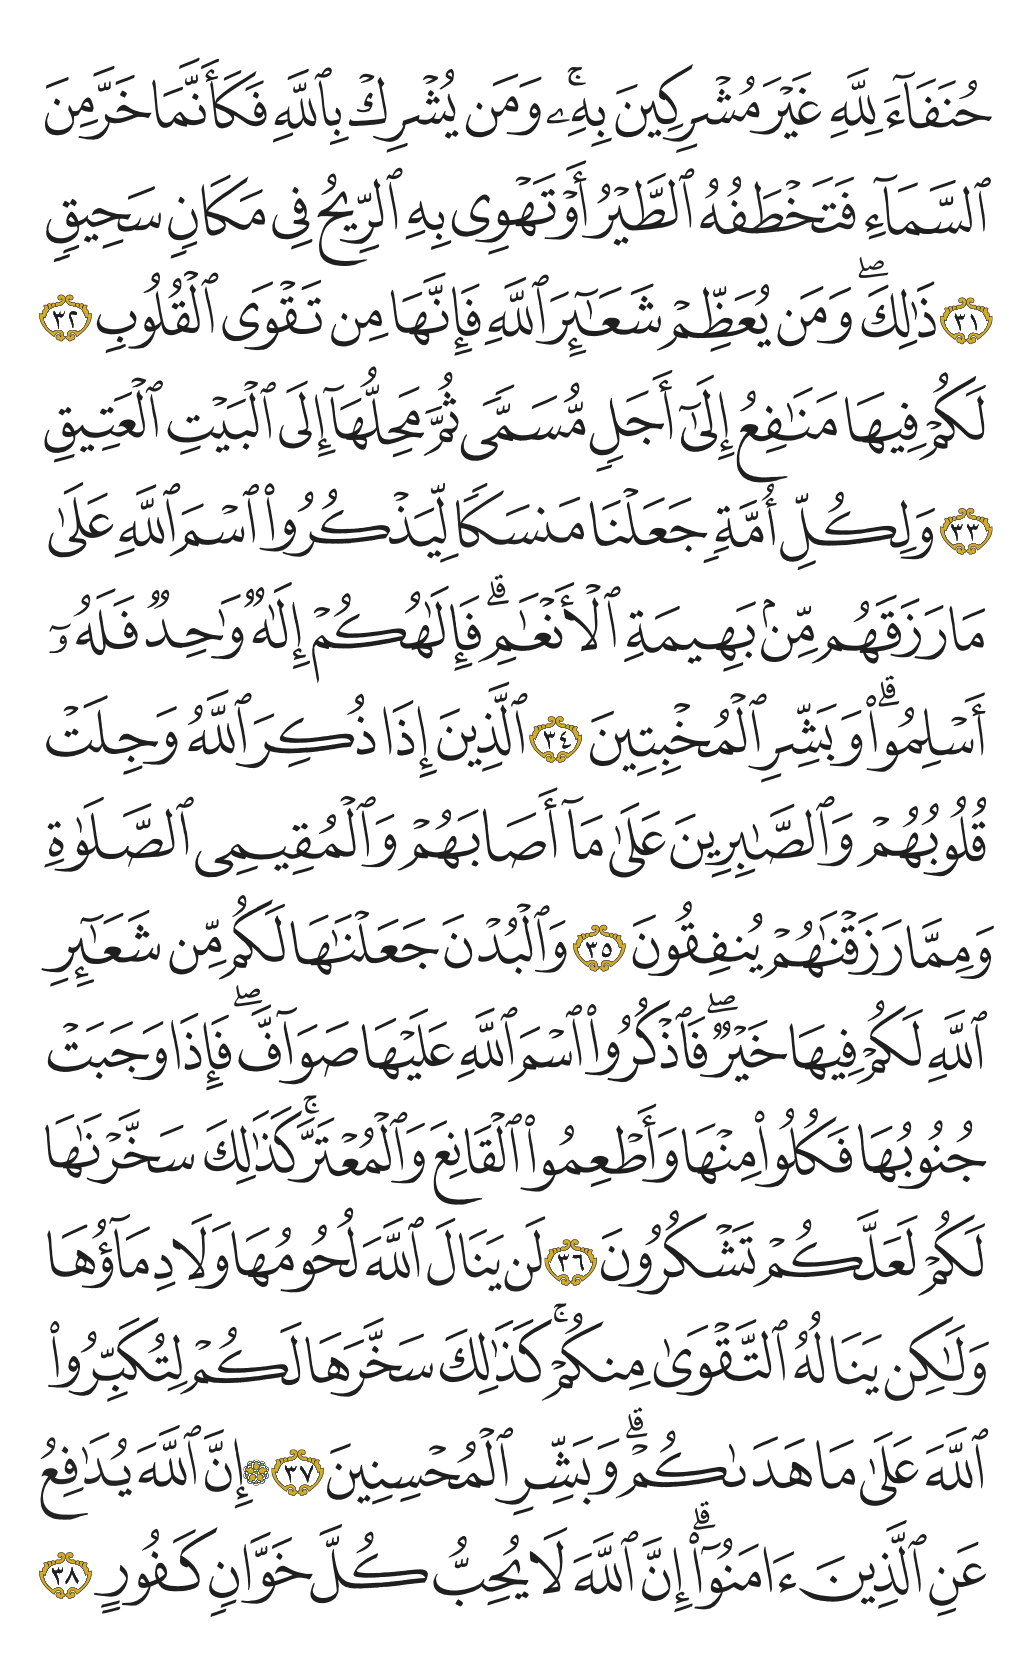 حُنَفَآءَ لِلَّهِ غَيْرَ مُشْرِكِينَ بِهِۦۚ وَمَن يُشْرِكْ بِٱللَّهِ فَكَأَنَّمَا خَرَّ مِنَ
ٱلسَّمَآءِ فَتَخْطَفُهُ ٱلطَّيْرُ أَوْ تَهْوِى بِهِ ٱلرِّيحُ فِى مَكَانٍ سَحِيقٍ
٣١ ذَٰلِكَۖ وَمَن يُعَظِّمْ شَعَـٰٓئِرَ ٱللَّهِ فَإِنَّهَا مِن تَقْوَى ٱلْقُلُوبِ ٣٢
لَكُمْ فِيهَا مَنَـٰفِعُ إِلَىٰٓ أَجَلٍ مُّسَمًّى ثُمَّ مَحِلُّهَآ إِلَى ٱلْبَيْتِ ٱلْعَتِيقِ
٣٣ وَلِكُلِّ أُمَّةٍ جَعَلْنَا مَنسَكًا لِّيَذْكُرُوا۟ ٱسْمَ ٱللَّهِ عَلَىٰ
مَا رَزَقَهُم مِّنۢ بَهِيمَةِ ٱلْأَنْعَـٰمِۗ فَإِلَـٰهُكُمْ إِلَـٰهٌ وَٰحِدٌ فَلَهُۥٓ
أَسْلِمُوا۟ۗ وَبَشِّرِ ٱلْمُخْبِتِينَ ٣٤ ٱلَّذِينَ إِذَا ذُكِرَ ٱللَّهُ وَجِلَتْ
قُلُوبُهُمْ وَٱلصَّـٰبِرِينَ عَلَىٰ مَآ أَصَابَهُمْ وَٱلْمُقِيمِى ٱلصَّلَوٰةِ
وَمِمَّا رَزَقْنَـٰهُمْ يُنفِقُونَ ٣٥ وَٱلْبُدْنَ جَعَلْنَـٰهَا لَكُم مِّن شَعَـٰٓئِرِ
ٱللَّهِ لَكُمْ فِيهَا خَيْرٌۖ فَٱذْكُرُوا۟ ٱسْمَ ٱللَّهِ عَلَيْهَا صَوَآفَّۖ فَإِذَا وَجَبَتْ
جُنُوبُهَا فَكُلُوا۟ مِنْهَا وَأَطْعِمُوا۟ ٱلْقَانِعَ وَٱلْمُعْتَرَّۚ كَذَٰلِكَ سَخَّرْنَـٰهَا
لَكُمْ لَعَلَّكُمْ تَشْكُرُونَ ٣٦ لَن يَنَالَ ٱللَّهَ لُحُومُهَا وَلَا دِمَآؤُهَا
وَلَـٰكِن يَنَالُهُ ٱلتَّقْوَىٰ مِنكُمْۚ كَذَٰلِكَ سَخَّرَهَا لَكُمْ لِتُكَبِّرُوا۟
ٱللَّهَ عَلَىٰ مَا هَدَىٰكُمْۗ وَبَشِّرِ ٱلْمُحْسِنِينَ ٣٧ ۞ إِنَّ ٱللَّهَ يُدَٰفِعُ
عَنِ ٱلَّذِينَ ءَامَنُوٓا۟ۗ إِنَّ ٱللَّهَ لَا يُحِبُّ كُلَّ خَوَّانٍ كَفُورٍ ٣٨